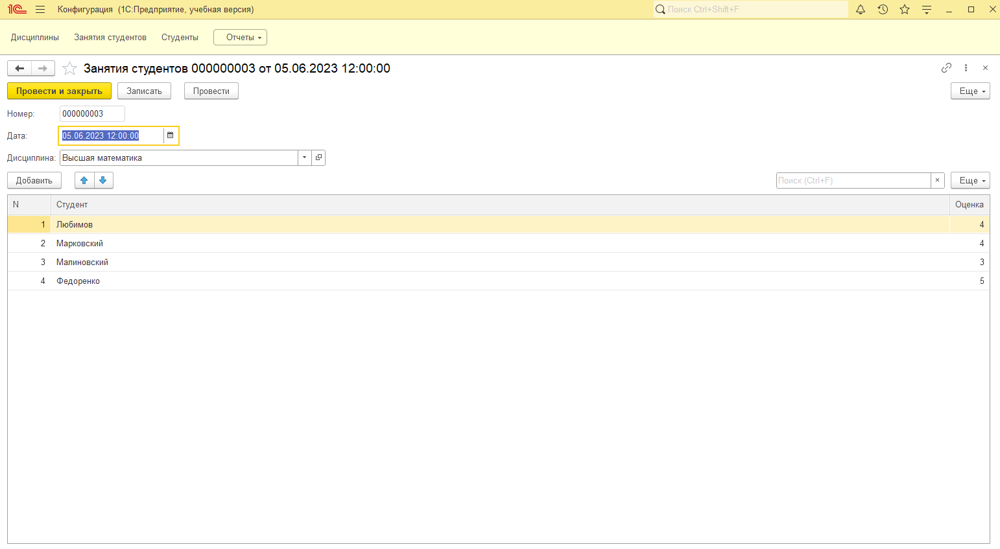 1С Конфигурация (1С:Предприятие, учебная версия) Поиск Ctrl+Shift+F
Дисциплины Занятия студентов Студенты Отчеты
Занятия студентов 000000003 от 05.06.2023 12:00:00
Провести и закрыть Записать Провести Еще
Номер: 000000003
Дата: 05.06.2023 12:00:00
Дисциплина: Высшая математика
Добавить Поиск (Ctrl+F) × Еще
N Студент Оценка
1 Любимов 4
2 Марковский 4
3 Малиновский 3
4 Федоренко 5